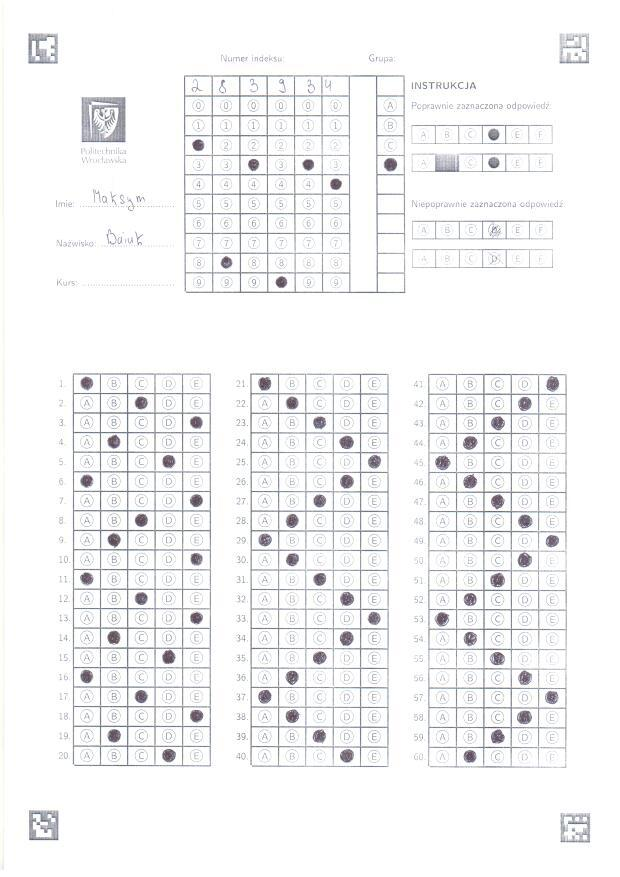 Numer indeksu: Grupa:
2 8 3 9 3 4
INSTRUKCJA
Poprawnie zaznaczona odpowiedź
A B C E F
A C E F
Niepoprawnie zaznaczona odpowiedź
A B C D E F
A B C D E F
0 0 0 0 0 0 A
1 1 1 1 1 1 B
2 2 2 2 2 C
3 3 3 3
4 4 4 4 4
5 5 5 5 5 5
6 6 6 6 6 6
7 7 7 7 7 7
8 8 8 8 8
9 9 9 9 9
Politechnika
Wrocławska
Imię: Maksym
Nazwisko: Baiuk
Kurs:
1. B C D E 21. B C D E 41. A B C D
2. A B D E 22. A C D E 42. A B C E
3. A B C D 23. A B D E 43. A B D E
4. A C D E 24. A B C E 44. A C D E
5. A B C E 25. A B C D 45. B C D E
6. B C D E 26. A B C E 46. A C D E
7. A B C D 27. A B D E 47. A B D E
8. A B D E 28. A C D E 48. A B C E
9. A C D E 29. B C D E 49. A B C D
10. A B C D 30. A C D E 50. A B C E
11. B C D E 31. A B D E 51. A B D E
12. A B D E 32. A B C E 52. A C D E
13. A B C D 33. A B C D 53. B C D E
14. A C D E 34. A B C E 54. A C D E
15. A B C E 35. A B D E 55. A B D E
16. B C D E 36. A C D E 56. A B C E
17. A B D E 37. B C D E 57. A B C D
18. A B C D 38. A C D E 58. A B C E
19. A C D E 39. A B D E 59. A B D E
20. A B C E 40. A B C E 60. A C D E